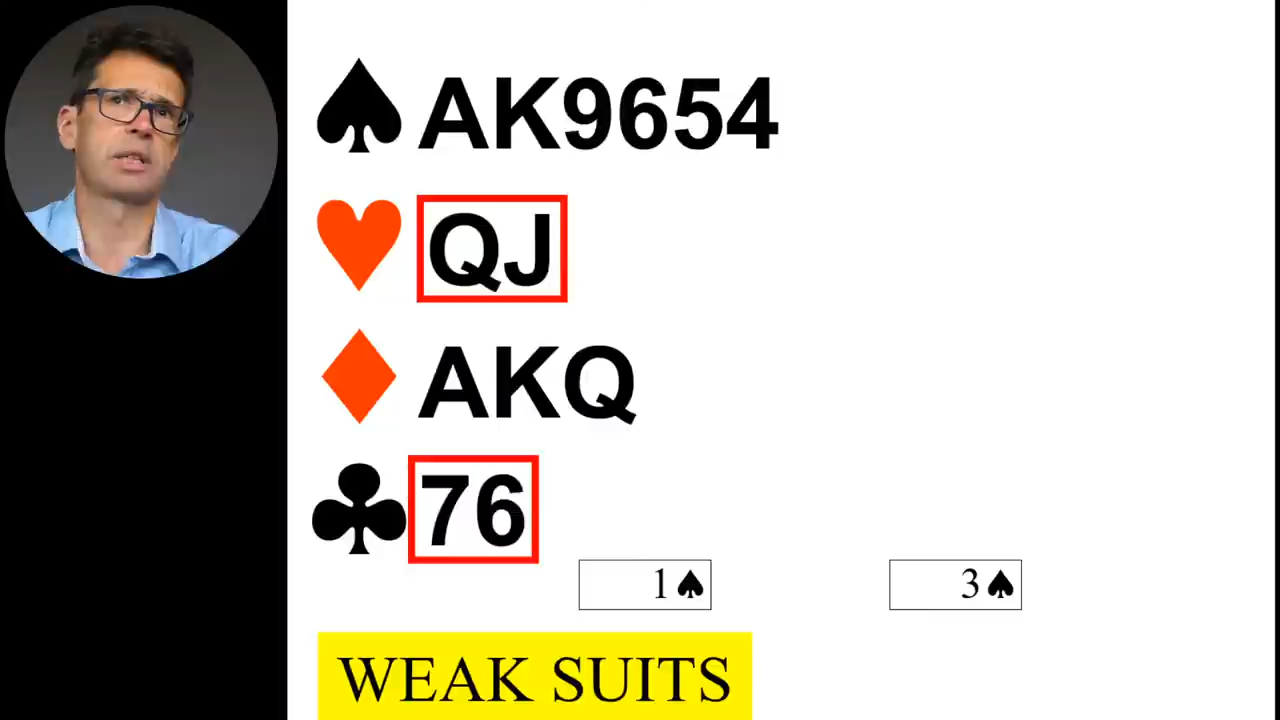 ♠ AK9654
♥ QJ
♦ AKQ
♣ 76
1♠ 3♠
WEAK SUITS